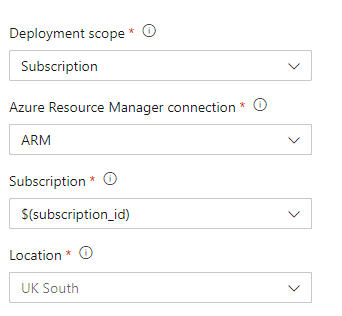 Deployment scope *
Subscription
Azure Resource Manager connection *
ARM
Subscription *
$(subscription_id)
Location *
UK South